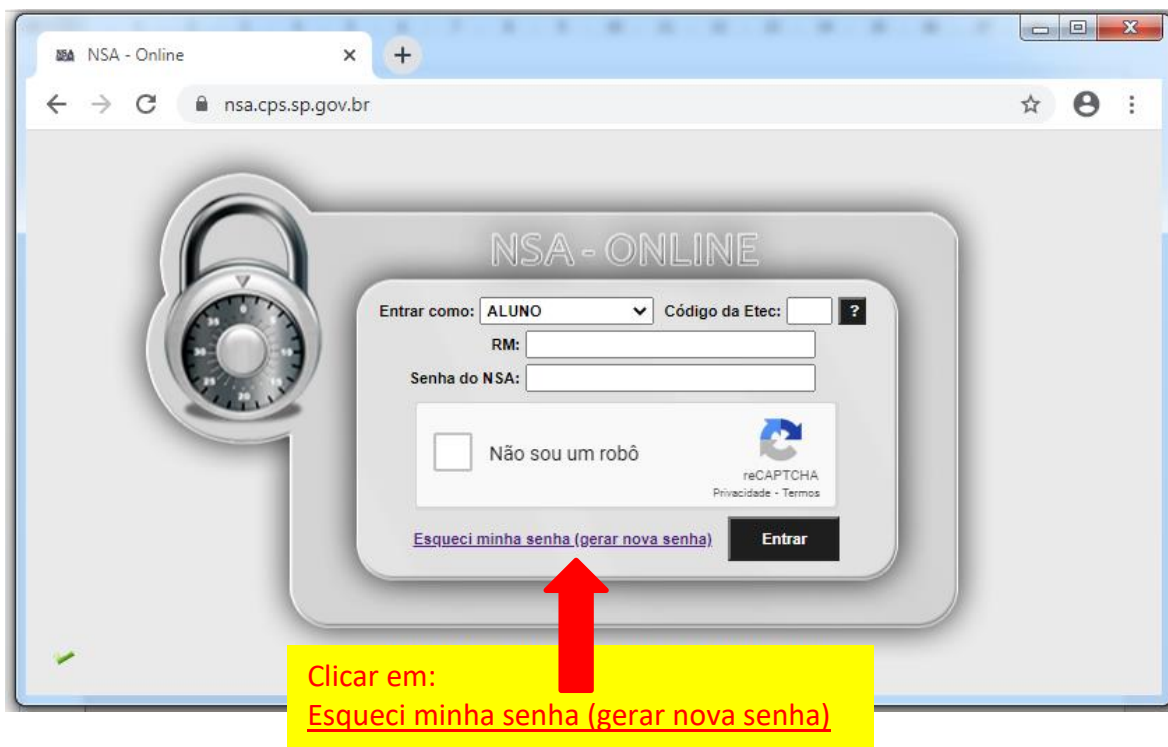 NSA - Online
nsa.cps.sp.gov.br
NSA - ONLINE
Entrar como: ALUNO Código da Etec: ?
RM:
Senha do NSA:
Não sou um robô
reCAPTCHA
Privacidade - Termos
Esqueci minha senha (gerar nova senha) Entrar
Clicar em:
Esqueci minha senha (gerar nova senha)